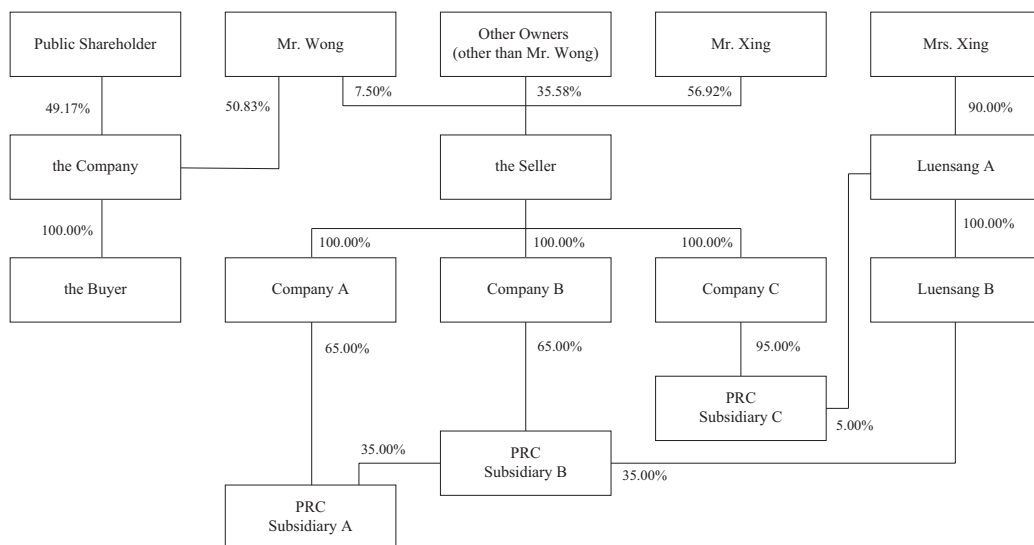 Public Shareholder
Mr. Wong
Other Owners
(other than Mr. Wong)
Mr. Xing
Mrs. Xing
49.17%
50.83%
7.50%
35.58%
56.92%
90.00%
the Company
the Seller
Luensang A
100.00%
100.00%
100.00%
100.00%
100.00%
the Buyer
Company A
Company B
Company C
Luensang B
65.00%
65.00%
95.00%
PRC
Subsidiary C
5.00%
35.00%
PRC
Subsidiary B
35.00%
PRC
Subsidiary A